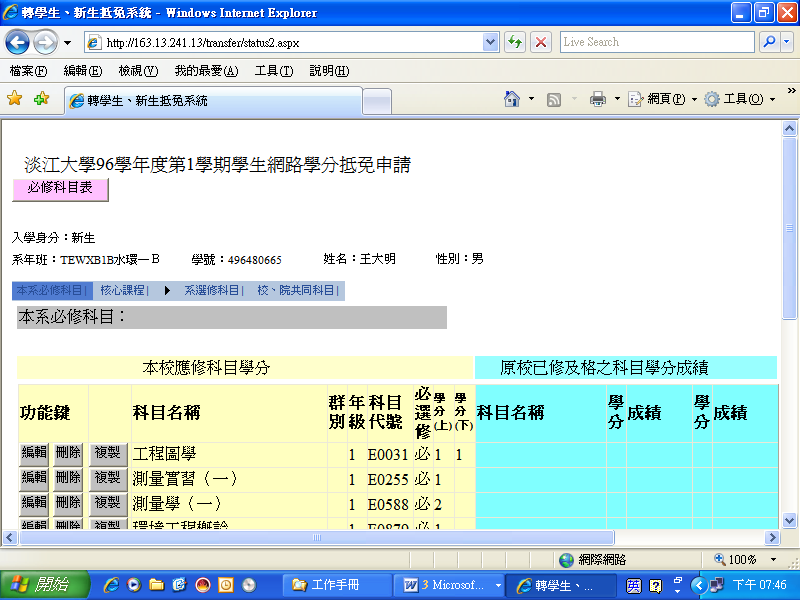 轉學生、新生抵免系統 - Windows Internet Explorer
http://163.13.241.13/transfer/status2.aspx
Live Search
檔案(F) 編輯(E) 檢視(V) 我的最愛(A) 工具(T) 說明(H)
轉學生、新生抵免系統
網頁(P) 工具(O) »
淡江大學96學年度第1學期學生網路學分抵免申請
必修科目表
入學身分：新生
系年班：TEWXB1B水環一B 學號：496480665 姓名：王大明 性別：男
本系必修科目| 核心課程| 系選修科目| 校、院共同科目|
本系必修科目：
本校應修科目學分 原校已修及格之科目學分成績
功能鍵 科目名稱 群別 年級 科目代號 必選修 學分(上) 學分(下) 科目名稱 學分 成績 學分 成績
編輯 刪除 複製 工程圖學 1 E0031 必 1 1
編輯 刪除 複製 測量實習（一） 1 E0255 必 1
編輯 刪除 複製 測量學（一） 1 E0588 必 2
編輯 刪除 複製 環境工程概論 1 E0879 必 1
網際網路 100%
開始 工作手冊 3 Microsof... 轉學生、... 英 下午 07:46